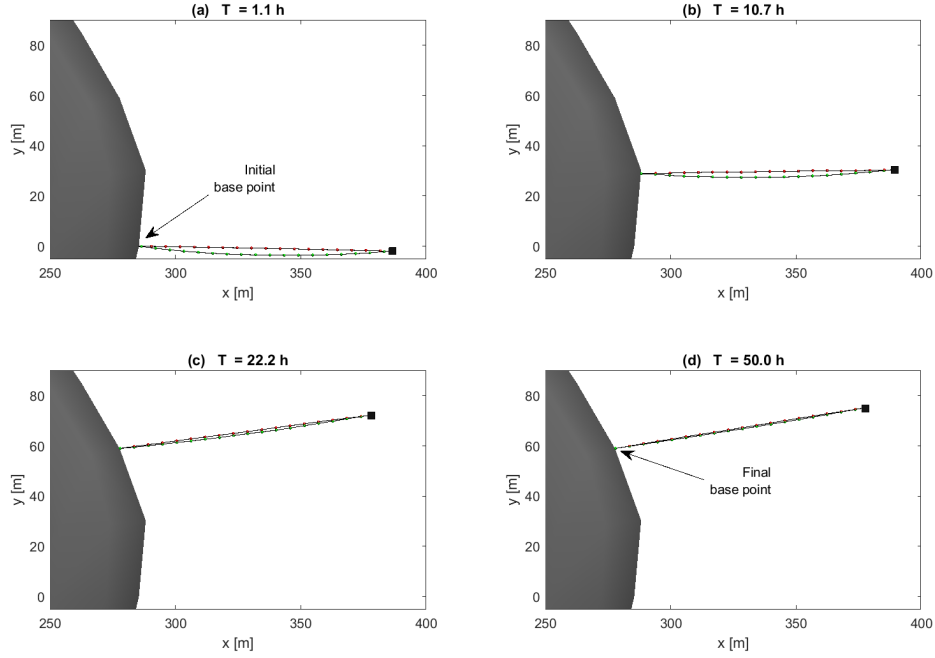 (a) T = 1.1 h
80
60
40
20
0
y [m]
Initial
base point
250 300 350 400
x [m]
(b) T = 10.7 h
80
60
40
20
0
y [m]
250 300 350 400
x [m]
(c) T = 22.2 h
80
60
40
20
0
y [m]
250 300 350 400
x [m]
(d) T = 50.0 h
80
60
40
20
0
y [m]
Final
base point
250 300 350 400
x [m]